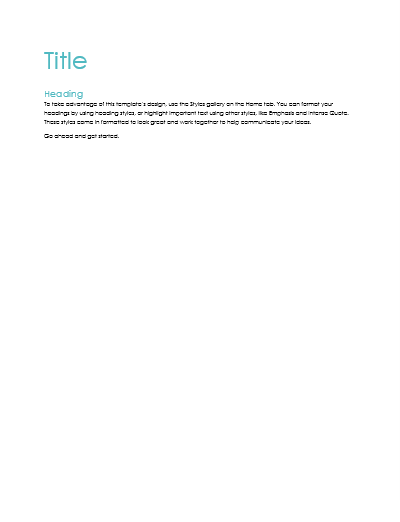 Title
Heading
To take advantage of this template's design, use the Styles gallery on the Home tab. You can format your
headings by using heading styles, or highlight important text using other styles, like Emphasis and Intense Quote.
These styles come in formatted to look great and work together to help communicate your ideas.
Go ahead and get started.